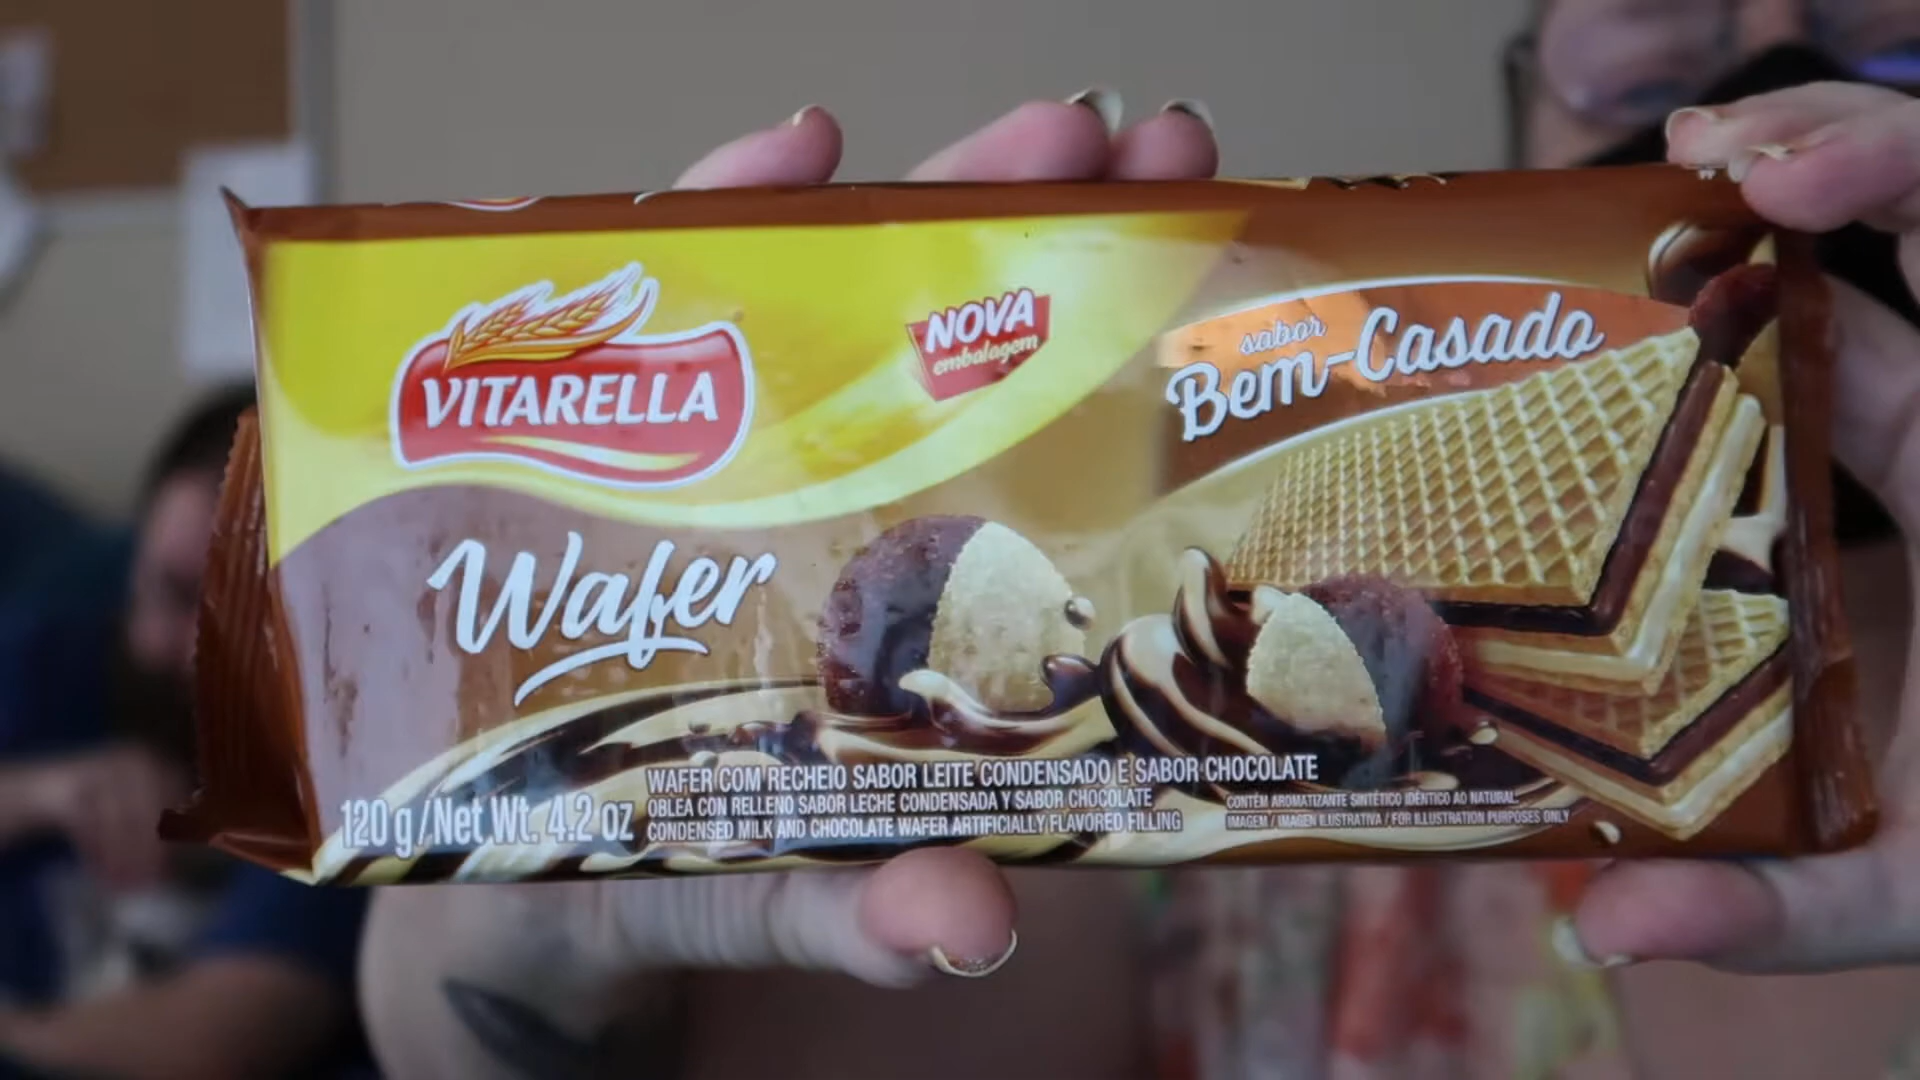 VITARELLA
NOVA
embalagem
sabor
Bem-Casado
Wafer
120 g/Net Wt. 4.2 oz
WAFER COM RECHEIO SABOR LEITE CONDENSADO E SABOR CHOCOLATE
OBLEA CON RELLENO SABOR LECHE CONDENSADA Y SABOR CHOCOLATE
CONDENSED MILK AND CHOCOLATE WAFER ARTIFICIALLY FLAVORED FILLING
CONTÉM AROMATIZANTE SINTÉTICO IDÊNTICO AO NATURAL.
IMAGEM / IMAGEN ILUSTRATIVA / FOR ILLUSTRATION PURPOSES ONLY